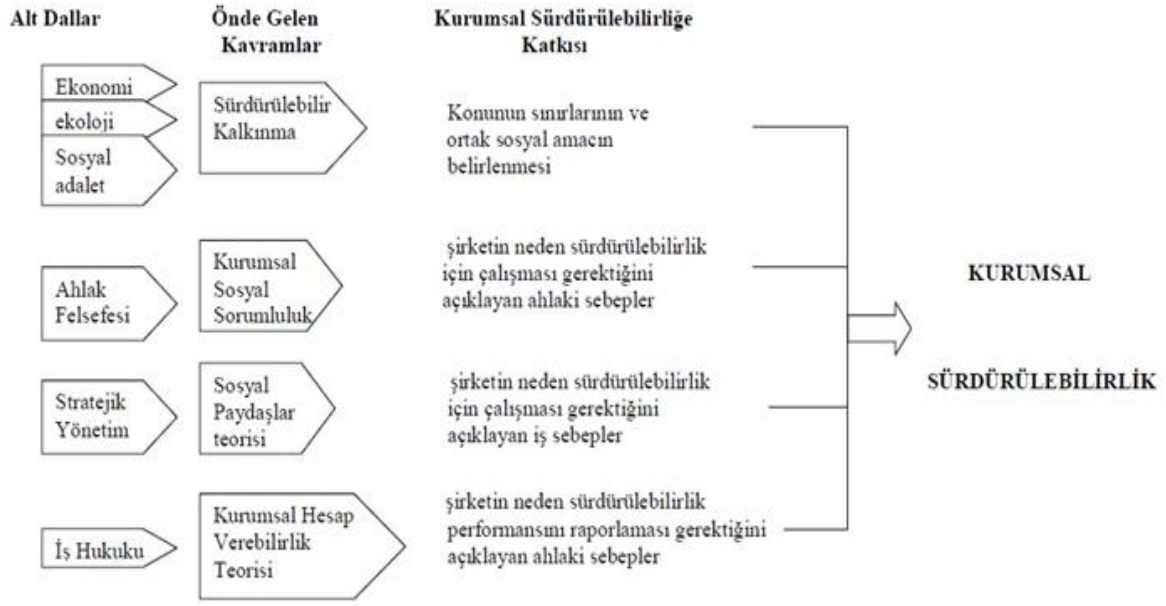 Alt Dallar
Önde Gelen
Kavramlar
Kurumsal Sürdürülebilirliğe
Katkısı
Ekonomi
ekoloji
Sosyal
adalet
Sürdürülebilir
Kalkınma
Konunun sınırlarının ve
ortak sosyal amacın
belirlenmesi
Ahlak
Felsefesi
Kurumsal
Sosyal
Sorumluluk
şirketin neden sürdürülebilirlik
için çalışması gerektiğini
açıklayan ahlaki sebepler
Stratejik
Yönetim
Sosyal
Paydaşlar
teorisi
şirketin neden sürdürülebilirlik
için çalışması gerektiğini
açıklayan iş sebepler
İş Hukuku
Kurumsal Hesap
Verebilirlik
Teorisi
şirketin neden sürdürülebilirlik
performansını raporlaması gerektiğini
açıklayan ahlaki sebepler
KURUMSAL
SÜRDÜRÜLEBİLİRLİK